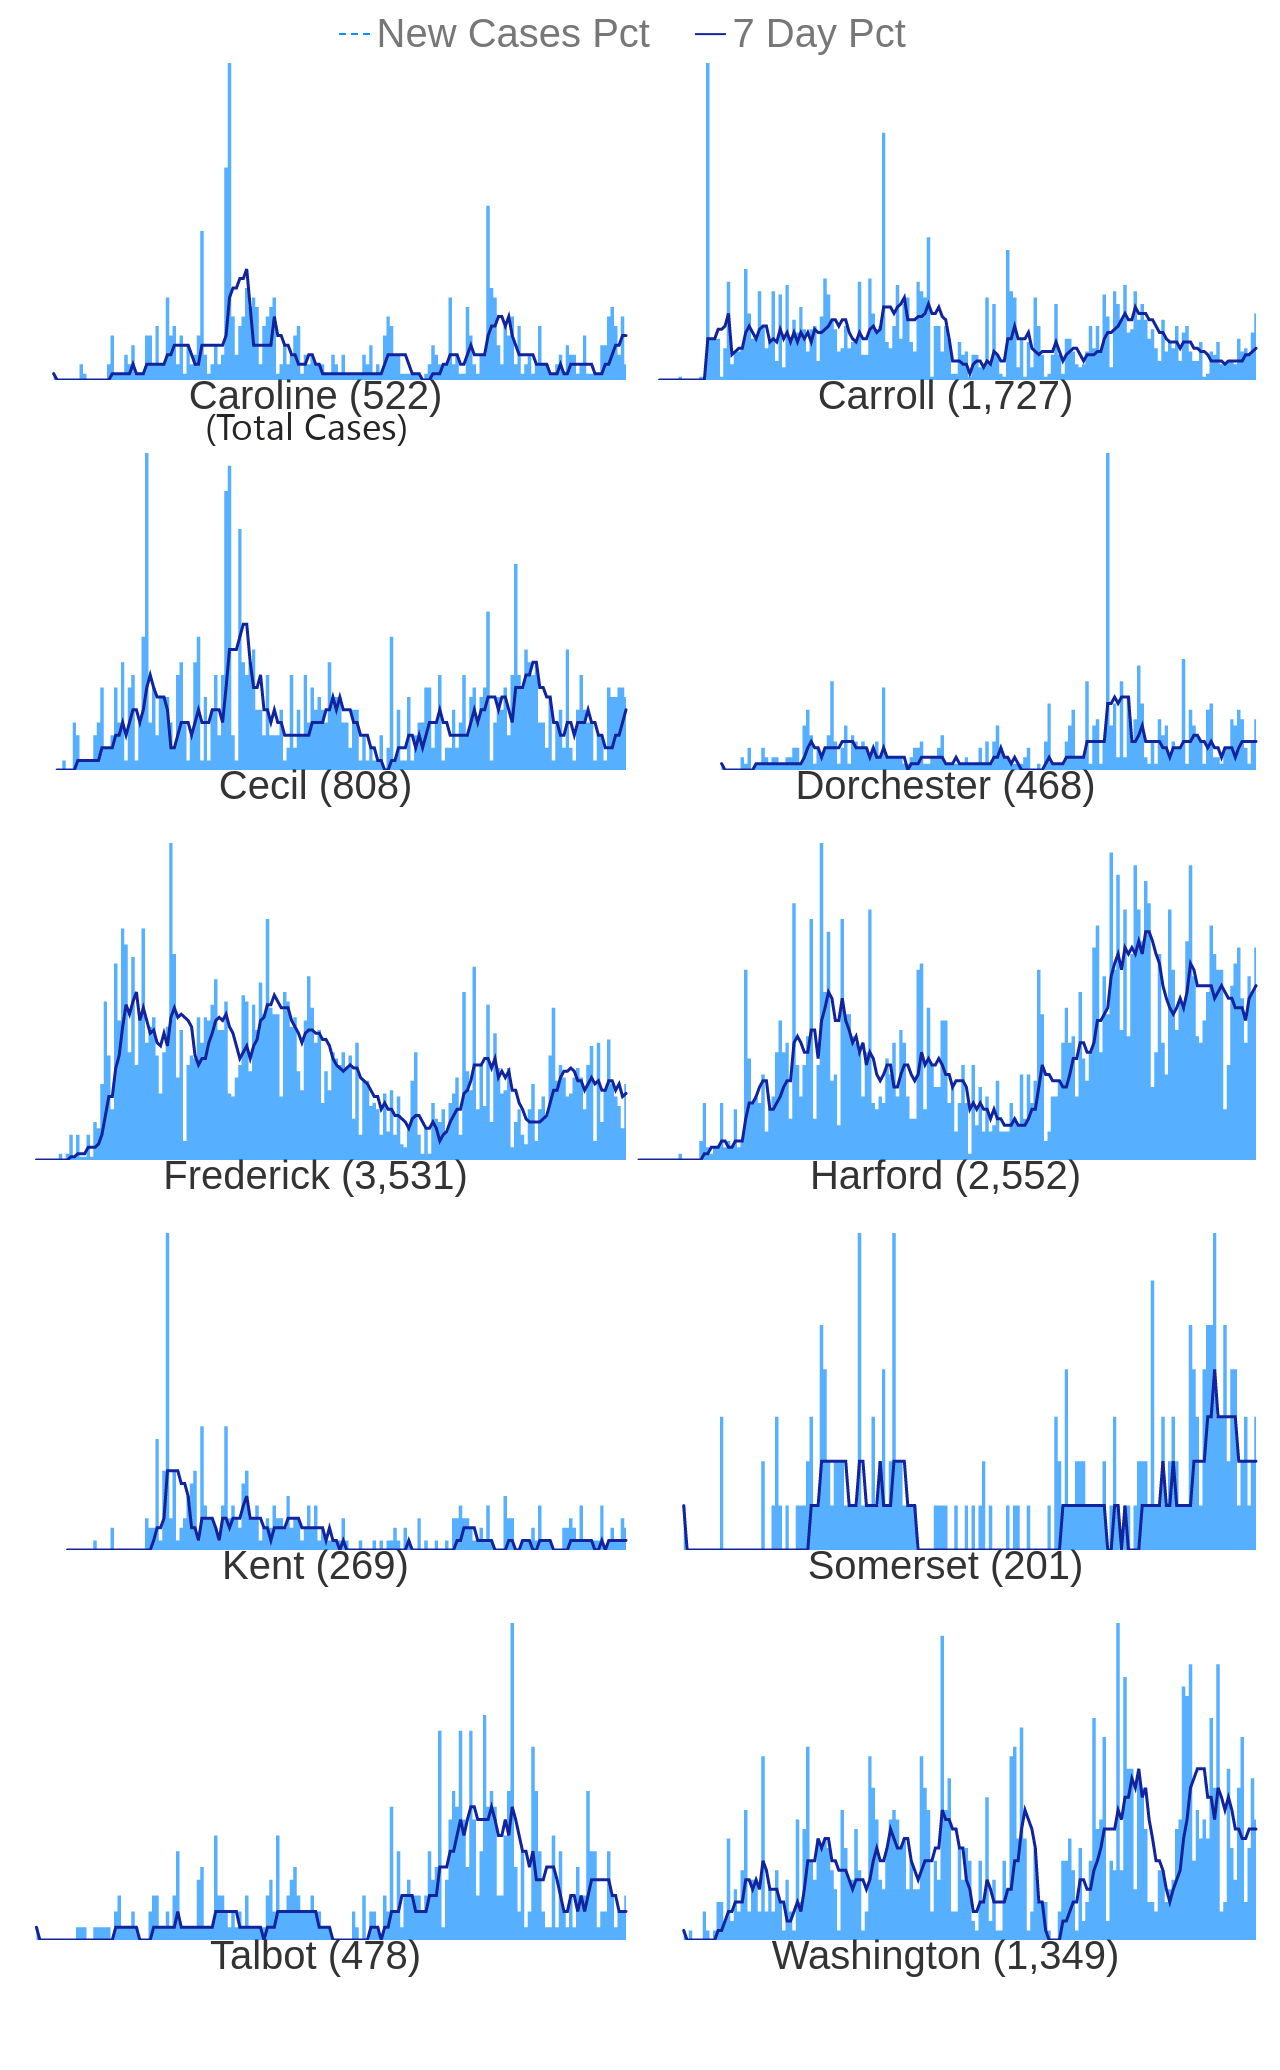 New Cases Pct 7 Day Pct
Caroline (522) Carroll (1,727)
(Total Cases)
Cecil (808) Dorchester (468)
Frederick (3,531) Harford (2,552)
Kent (269) Somerset (201)
Talbot (478) Washington (1,349)